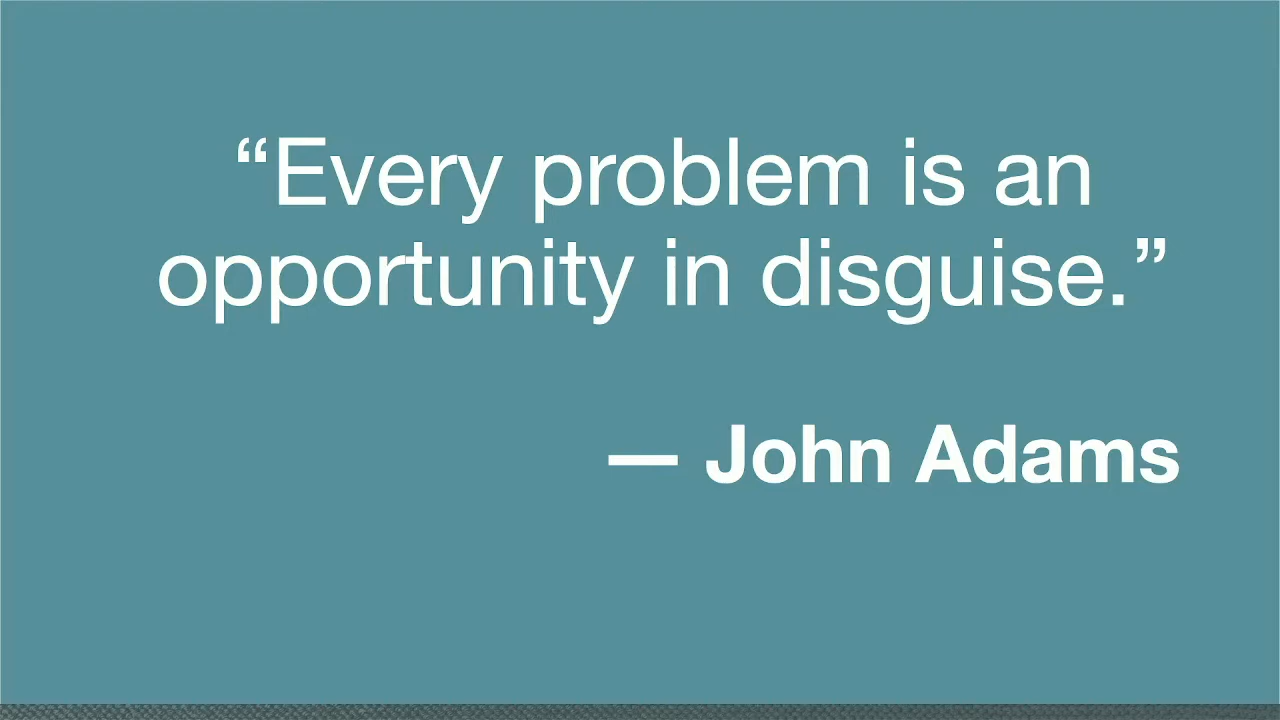 “Every problem is an
opportunity in disguise.”
— John Adams